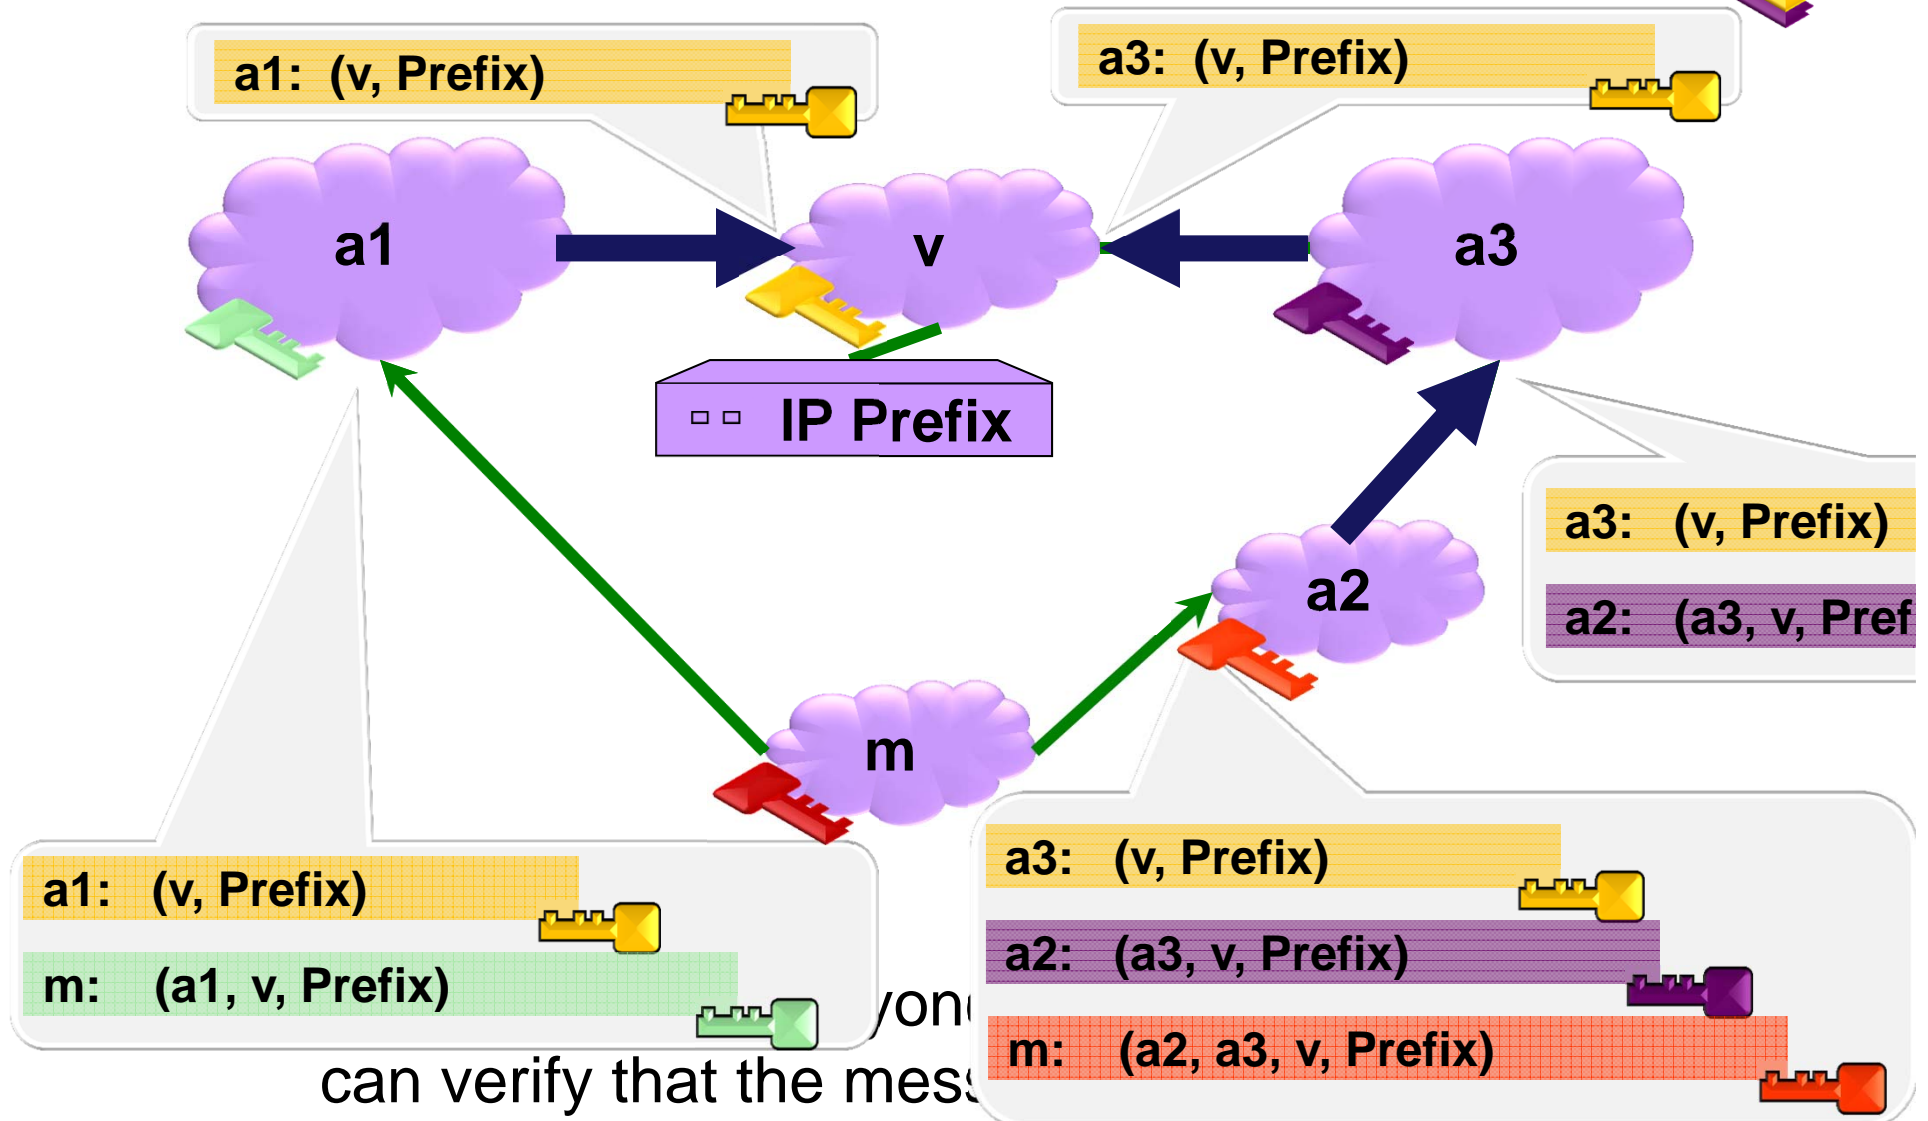 a1: (v, Prefix)
a3: (v, Prefix)
a1
v
a3
IP Prefix
a3: (v, Prefix)
a2: (a3, v, Pref
a2
m
a3: (v, Prefix)
a2: (a3, v, Prefix)
m: (a2, a3, v, Prefix)
a1: (v, Prefix)
m: (a1, v, Prefix)
can verify that the mess